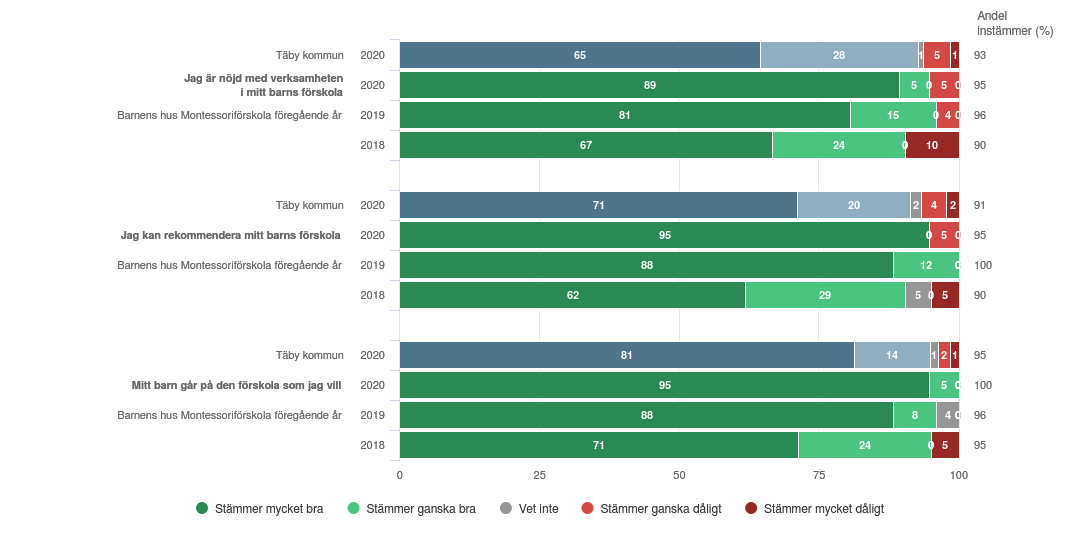 Andel
instämmer (%)
Täby kommun 2020 65 28 1 5 1 93
Jag är nöjd med verksamheten
i mitt barns förskola 2020 89 5 0 5 0 95
Barnens hus Montessoriförskola föregående år 2019 81 15 0 4 0 96
2018 67 24 0 10 90
Täby kommun 2020 71 20 2 4 2 91
Jag kan rekommendera mitt barns förskola 2020 95 0 5 0 95
Barnens hus Montessoriförskola föregående år 2019 88 12 0 100
2018 62 29 5 0 5 90
Täby kommun 2020 81 14 1 2 1 95
Mitt barn går på den förskola som jag vill 2020 95 5 0 100
Barnens hus Montessoriförskola föregående år 2019 88 8 4 0 96
2018 71 24 0 5 95
0 25 50 75 100
Stämmer mycket bra Stämmer ganska bra Vet inte Stämmer ganska dåligt Stämmer mycket dåligt